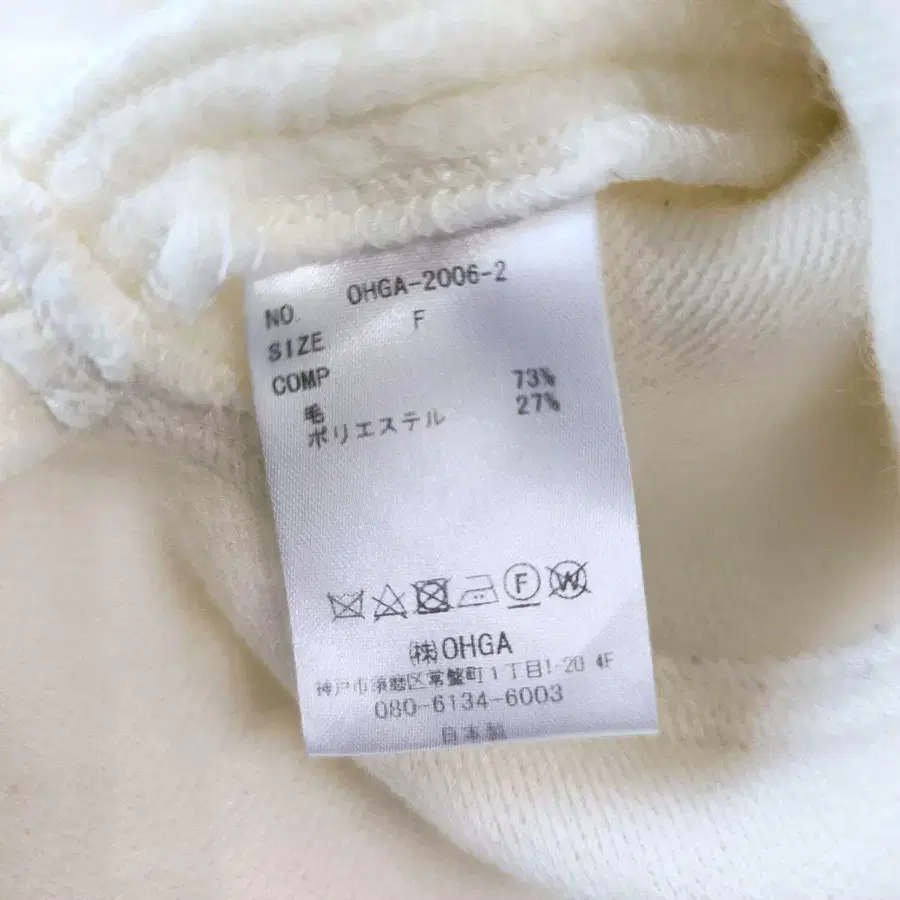 NO. OHGA-2006-2
SIZE F
COMP
毛 73%
ポリエステル 27%
F W
㈱OHGA
神戸市須磨区常盤町1丁目1-20 4F
080-6134-6003
日本製